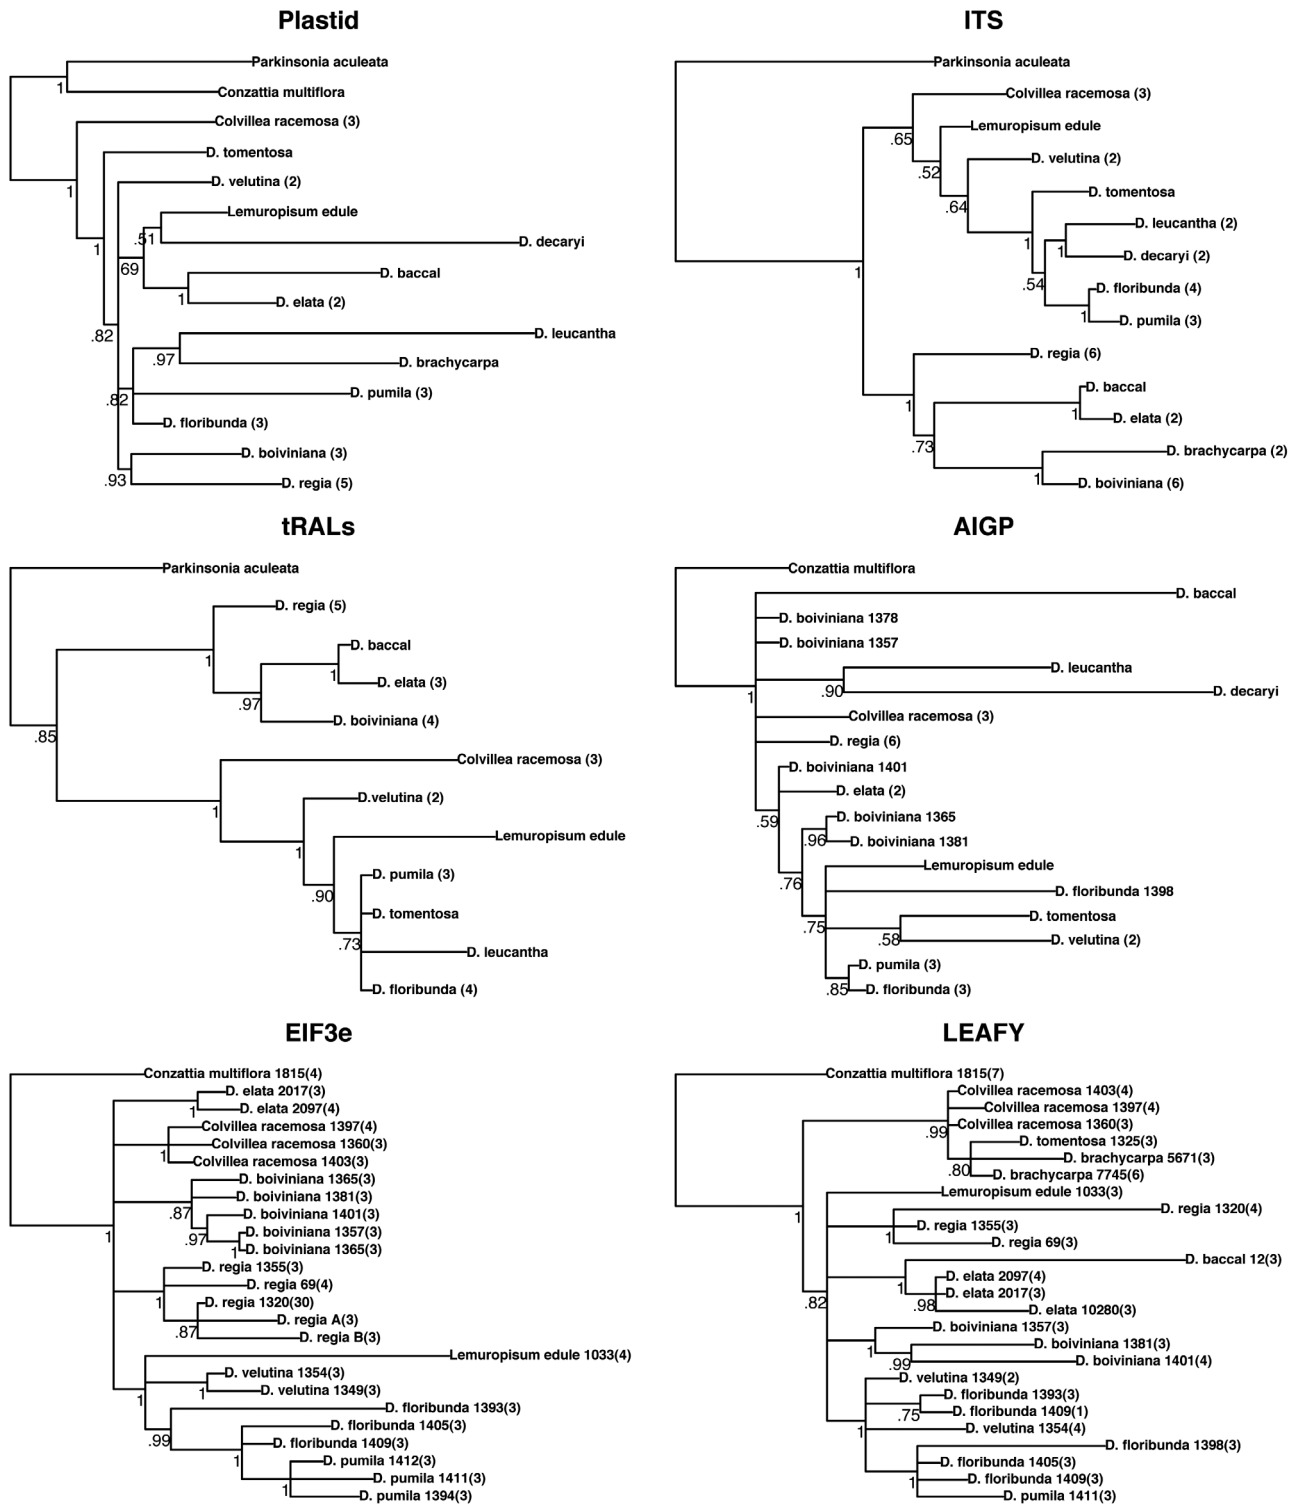 Plastid
Parkinsonia aculeata
1
Conzattia multiflora
Colvillea racemosa (3)
D. tomentosa
1
D. velutina (2)
Lemuropisum edule
.51
1
D. decaryi
69
D. baccal
1
D. elata (2)
.82
D. leucantha
.97
D. brachycarpa
.82
D. pumila (3)
D. floribunda (3)
D. boiviniana (3)
.93
D. regia (5)
ITS
Parkinsonia aculeata
Colvillea racemosa (3)
.65
Lemuropisum edule
.52
D. velutina (2)
.64
D. tomentosa
D. leucantha (2)
1
1
D. decaryi (2)
1
.54
D. floribunda (4)
1
D. pumila (3)
D. regia (6)
1
D. baccal
1
D. elata (2)
.73
D. brachycarpa (2)
1
D. boiviniana (6)
tRALs
Parkinsonia aculeata
D. regia (5)
D. baccal
1
1
D. elata (3)
.97
D. boiviniana (4)
.85
Colvillea racemosa (3)
D.velutina (2)
1
Lemuropisum edule
1
D. pumila (3)
.90
D. tomentosa
.73
D. leucantha
D. floribunda (4)
AIGP
Conzattia multiflora
D. baccal
D. boiviniana 1378
D. boiviniana 1357
D. leucantha
.90
1
D. decaryi
Colvillea racemosa (3)
D. regia (6)
D. boiviniana 1401
D. elata (2)
.59
D. boiviniana 1365
.96
D. boiviniana 1381
Lemuropisum edule
.76
D. floribunda 1398
D. tomentosa
.75
.58
D. velutina (2)
D. pumila (3)
.85
D. floribunda (3)
EIF3e
Conzattia multiflora 1815(4)
D. elata 2017(3)
1
D. elata 2097(4)
Colvillea racemosa 1397(4)
Colvillea racemosa 1360(3)
1
Colvillea racemosa 1403(3)
D. boiviniana 1365(3)
D. boiviniana 1381(3)
.87
D. boiviniana 1401(3)
1
.97
D. boiviniana 1357(3)
1
D. boiviniana 1365(3)
D. regia 1355(3)
D. regia 69(4)
1
D. regia 1320(30)
D. regia A(3)
.87
D. regia B(3)
Lemuropisum edule 1033(4)
D. velutina 1354(3)
1
1
D. velutina 1349(3)
D. floribunda 1393(3)
D. floribunda 1405(3)
.99
D. floribunda 1409(3)
1
D. pumila 1412(3)
D. pumila 1411(3)
1
D. pumila 1394(3)
LEAFY
Conzattia multiflora 1815(7)
Colvillea racemosa 1403(4)
Colvillea racemosa 1397(4)
Colvillea racemosa 1360(3)
.99
D. tomentosa 1325(3)
D. brachycarpa 5671(3)
.80
D. brachycarpa 7745(6)
Lemuropisum edule 1033(3)
D. regia 1320(4)
1
D. regia 1355(3)
1
D. regia 69(3)
D. baccal 12(3)
D. elata 2097(4)
1
D. elata 2017(3)
.82
.98
D. elata 10280(3)
D. boiviniana 1357(3)
D. boiviniana 1381(3)
1
.99
D. boiviniana 1401(4)
D. velutina 1349(2)
D. floribunda 1393(3)
.75
D. floribunda 1409(1)
1
D. velutina 1354(4)
D. floribunda 1398(3)
D. floribunda 1405(3)
D. floribunda 1409(3)
1
D. pumila 1411(3)